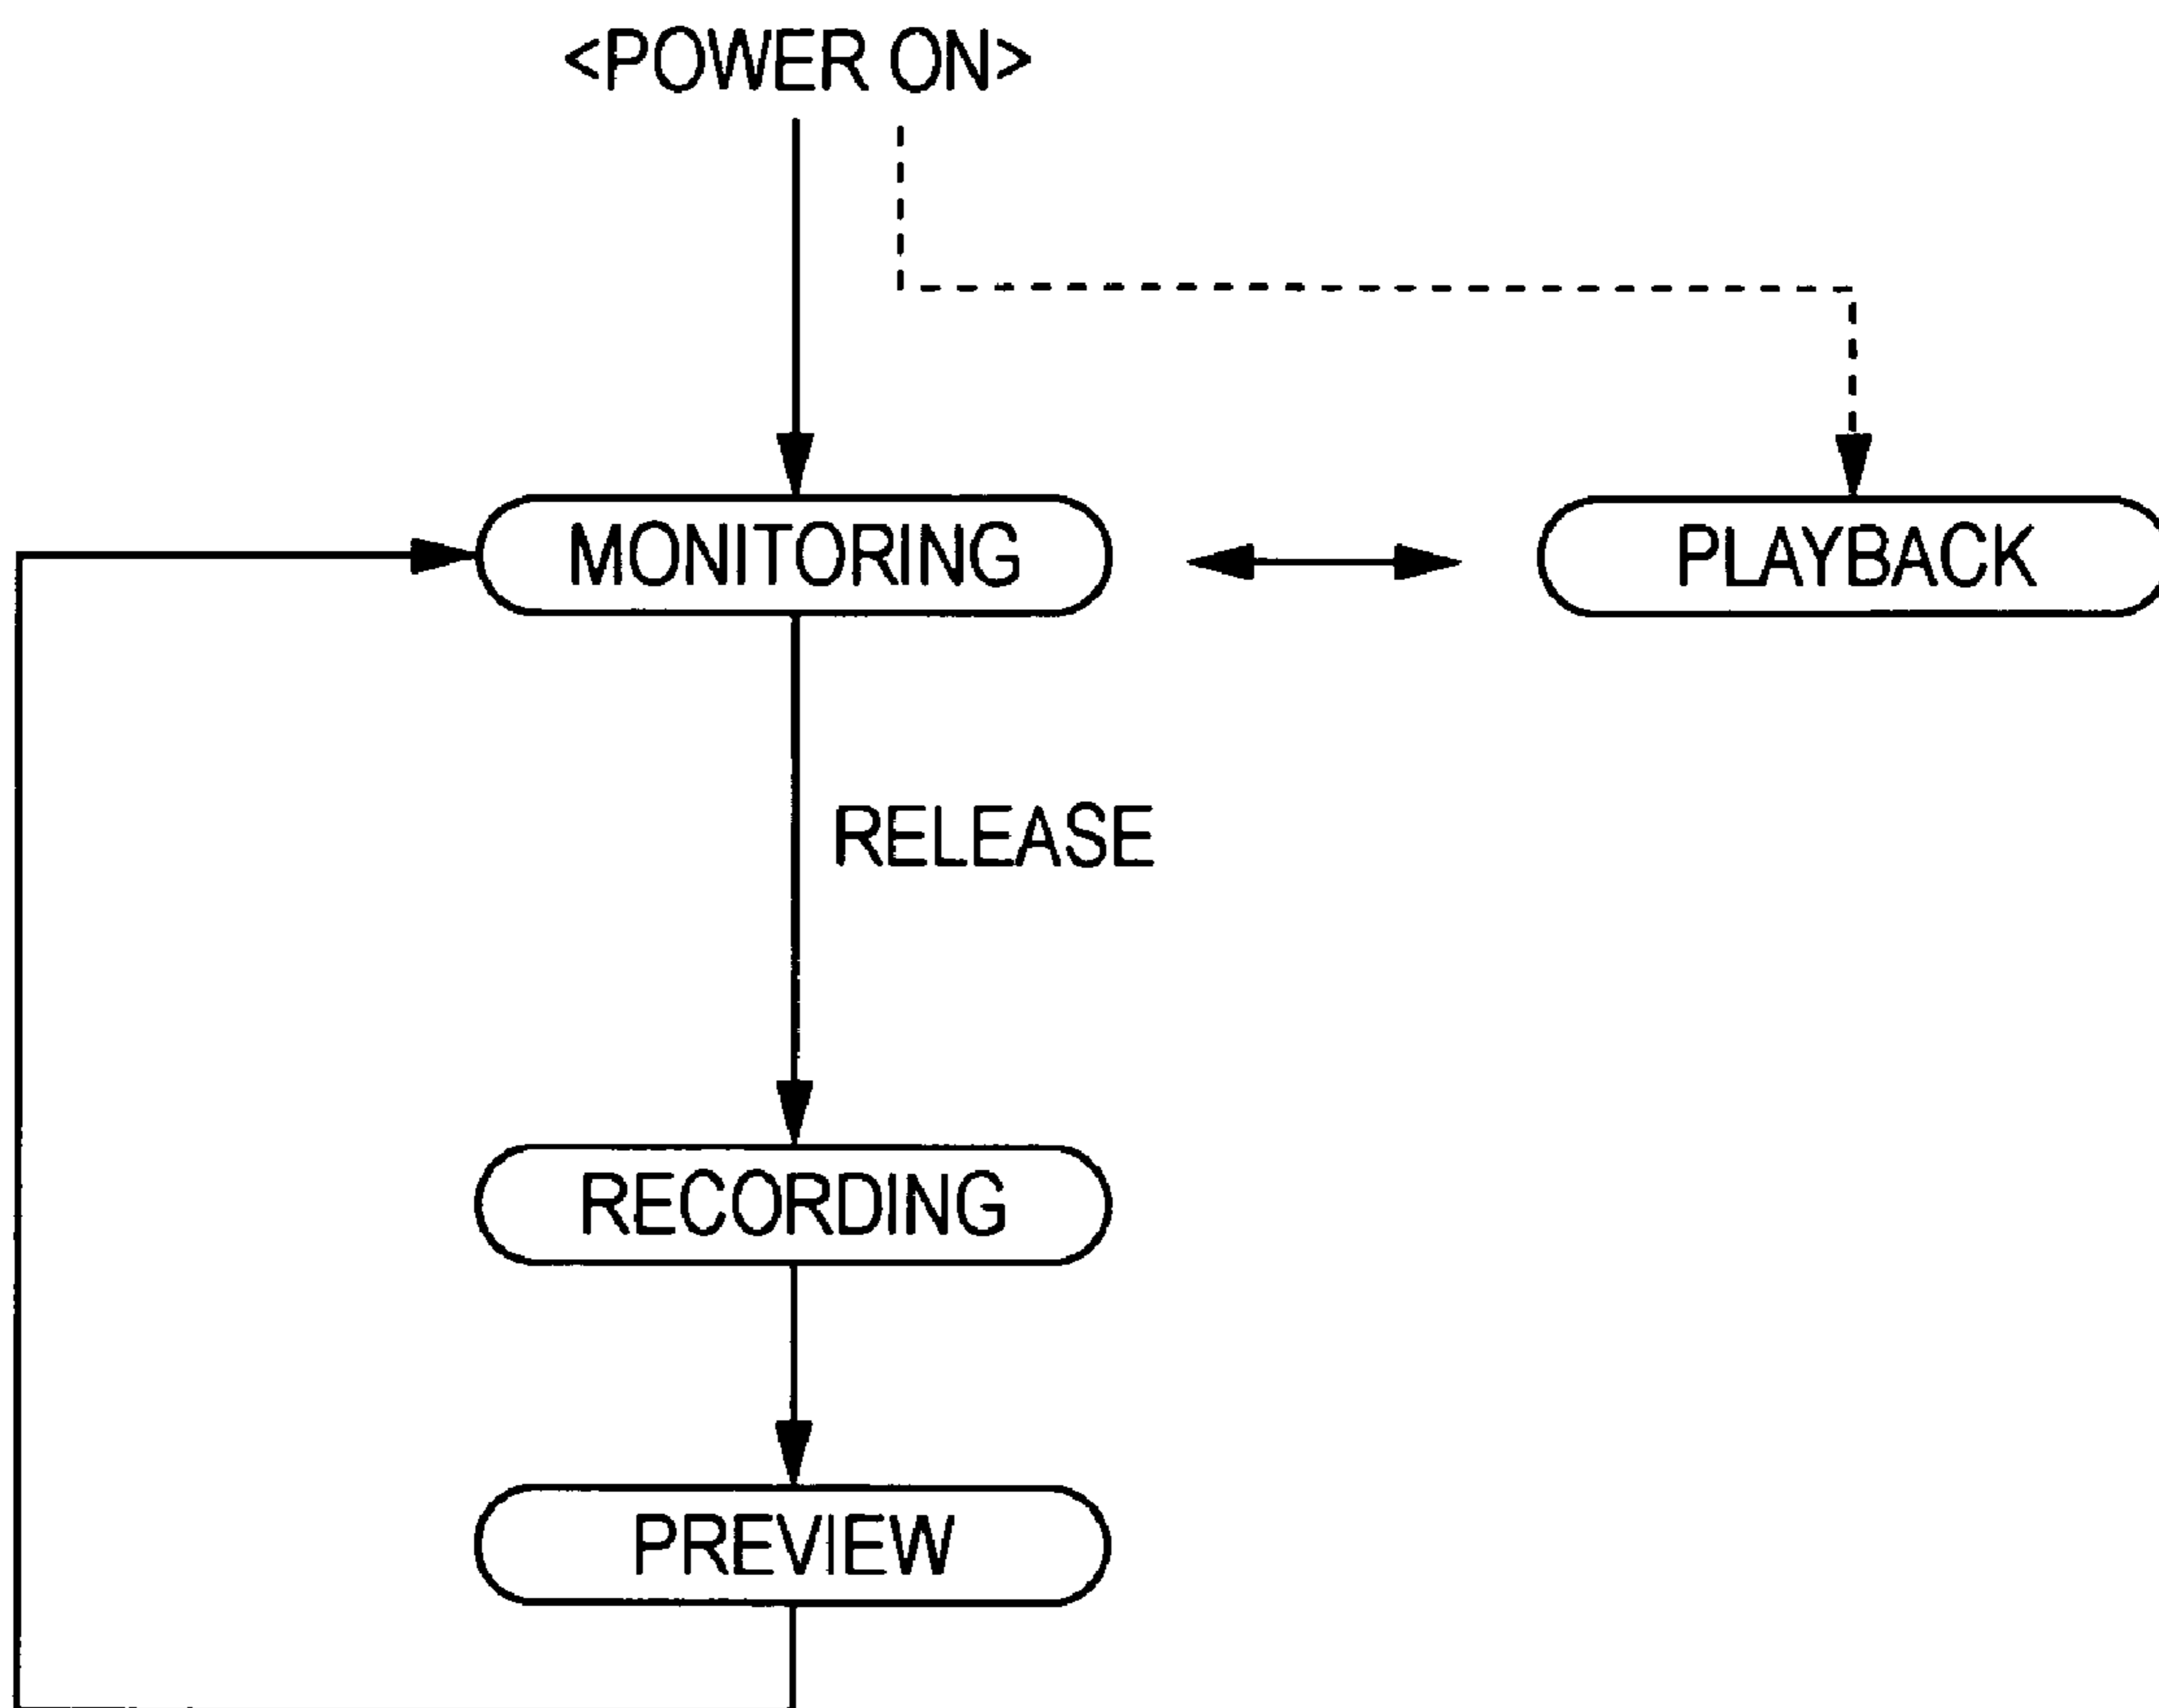 <POWER ON>
MONITORING
PLAYBACK
RELEASE
RECORDING
PREVIEW